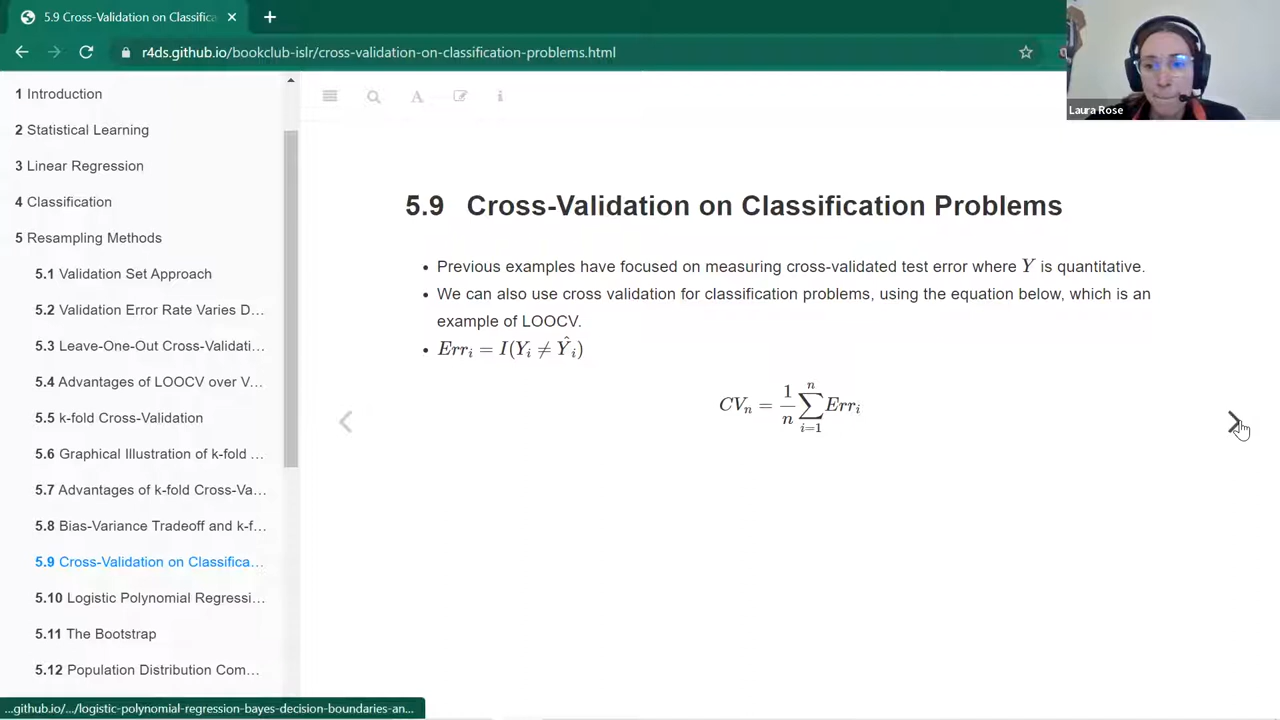 5.9 Cross-Validation on Classifica
r4ds.github.io/bookclub-islr/cross-validation-on-classification-problems.html
Laura Rose
1 Introduction
2 Statistical Learning
3 Linear Regression
4 Classification
5 Resampling Methods
5.1 Validation Set Approach
5.2 Validation Error Rate Varies D...
5.3 Leave-One-Out Cross-Validati...
5.4 Advantages of LOOCV over V...
5.5 k-fold Cross-Validation
5.6 Graphical Illustration of k-fold ...
5.7 Advantages of k-fold Cross-Va...
5.8 Bias-Variance Tradeoff and k-f...
5.9 Cross-Validation on Classifica...
5.10 Logistic Polynomial Regressi...
5.11 The Bootstrap
5.12 Population Distribution Com...
5.9 Cross-Validation on Classification Problems
• Previous examples have focused on measuring cross-validated test error where Y is quantitative.
• We can also use cross validation for classification problems, using the equation below, which is an
example of LOOCV.
• Err_i = I(Y_i ≠ Ŷ_i)
CV_n = 1/n ∑_{i=1}^{n} Err_i
...github.io/.../logistic-polynomial-regression-bayes-decision-boundaries-an...